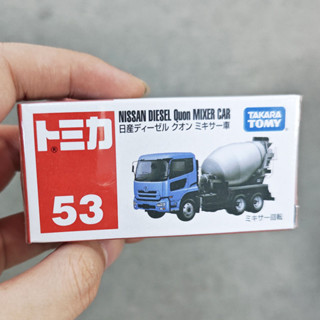 トミカ
53
NISSAN DIESEL Quon MIXER CAR
日産ディーゼル クオン ミキサー車
TAKARA
TOMY
ミキサー回転